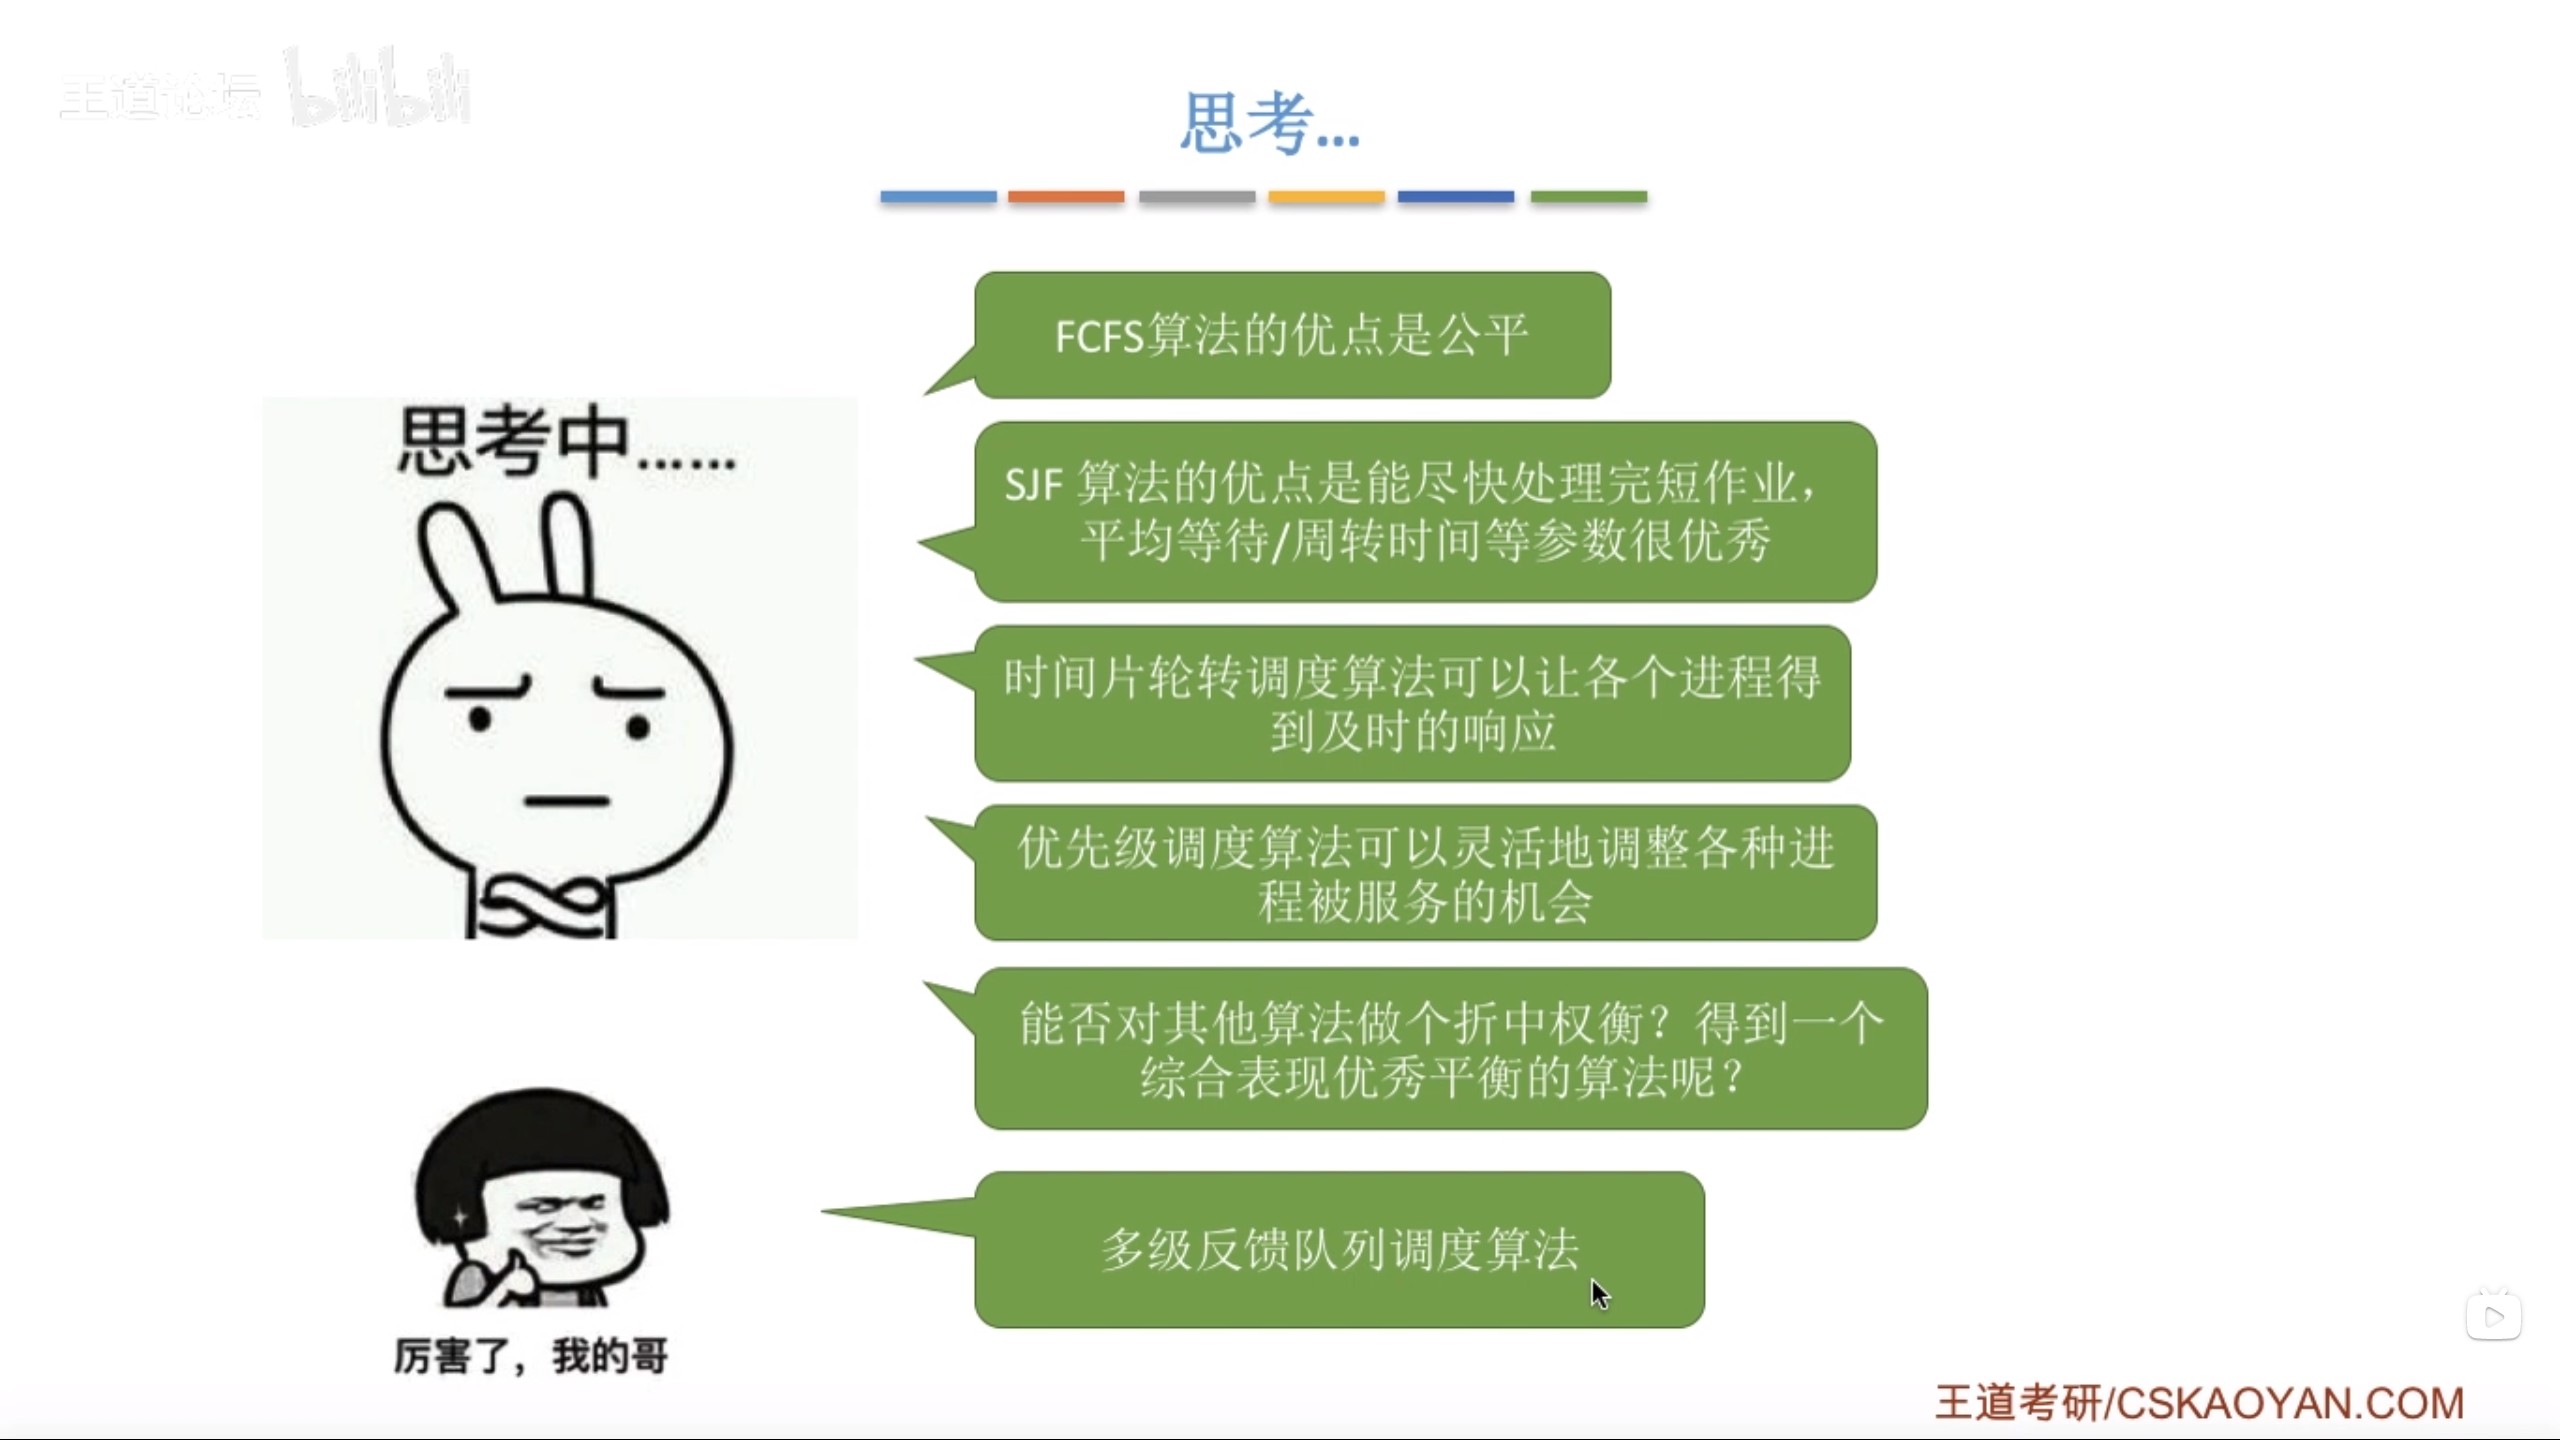 王道论坛 bilibili
思考...
FCFS算法的优点是公平
思考中......
SJF 算法的优点是能尽快处理完短作业，
平均等待/周转时间等参数很优秀
时间片轮转调度算法可以让各个进程得
到及时的响应
优先级调度算法可以灵活地调整各种进
程被服务的机会
能否对其他算法做个折中权衡？得到一个
综合表现优秀平衡的算法呢？
多级反馈队列调度算法
厉害了，我的哥
王道考研/CSKAOYAN.COM